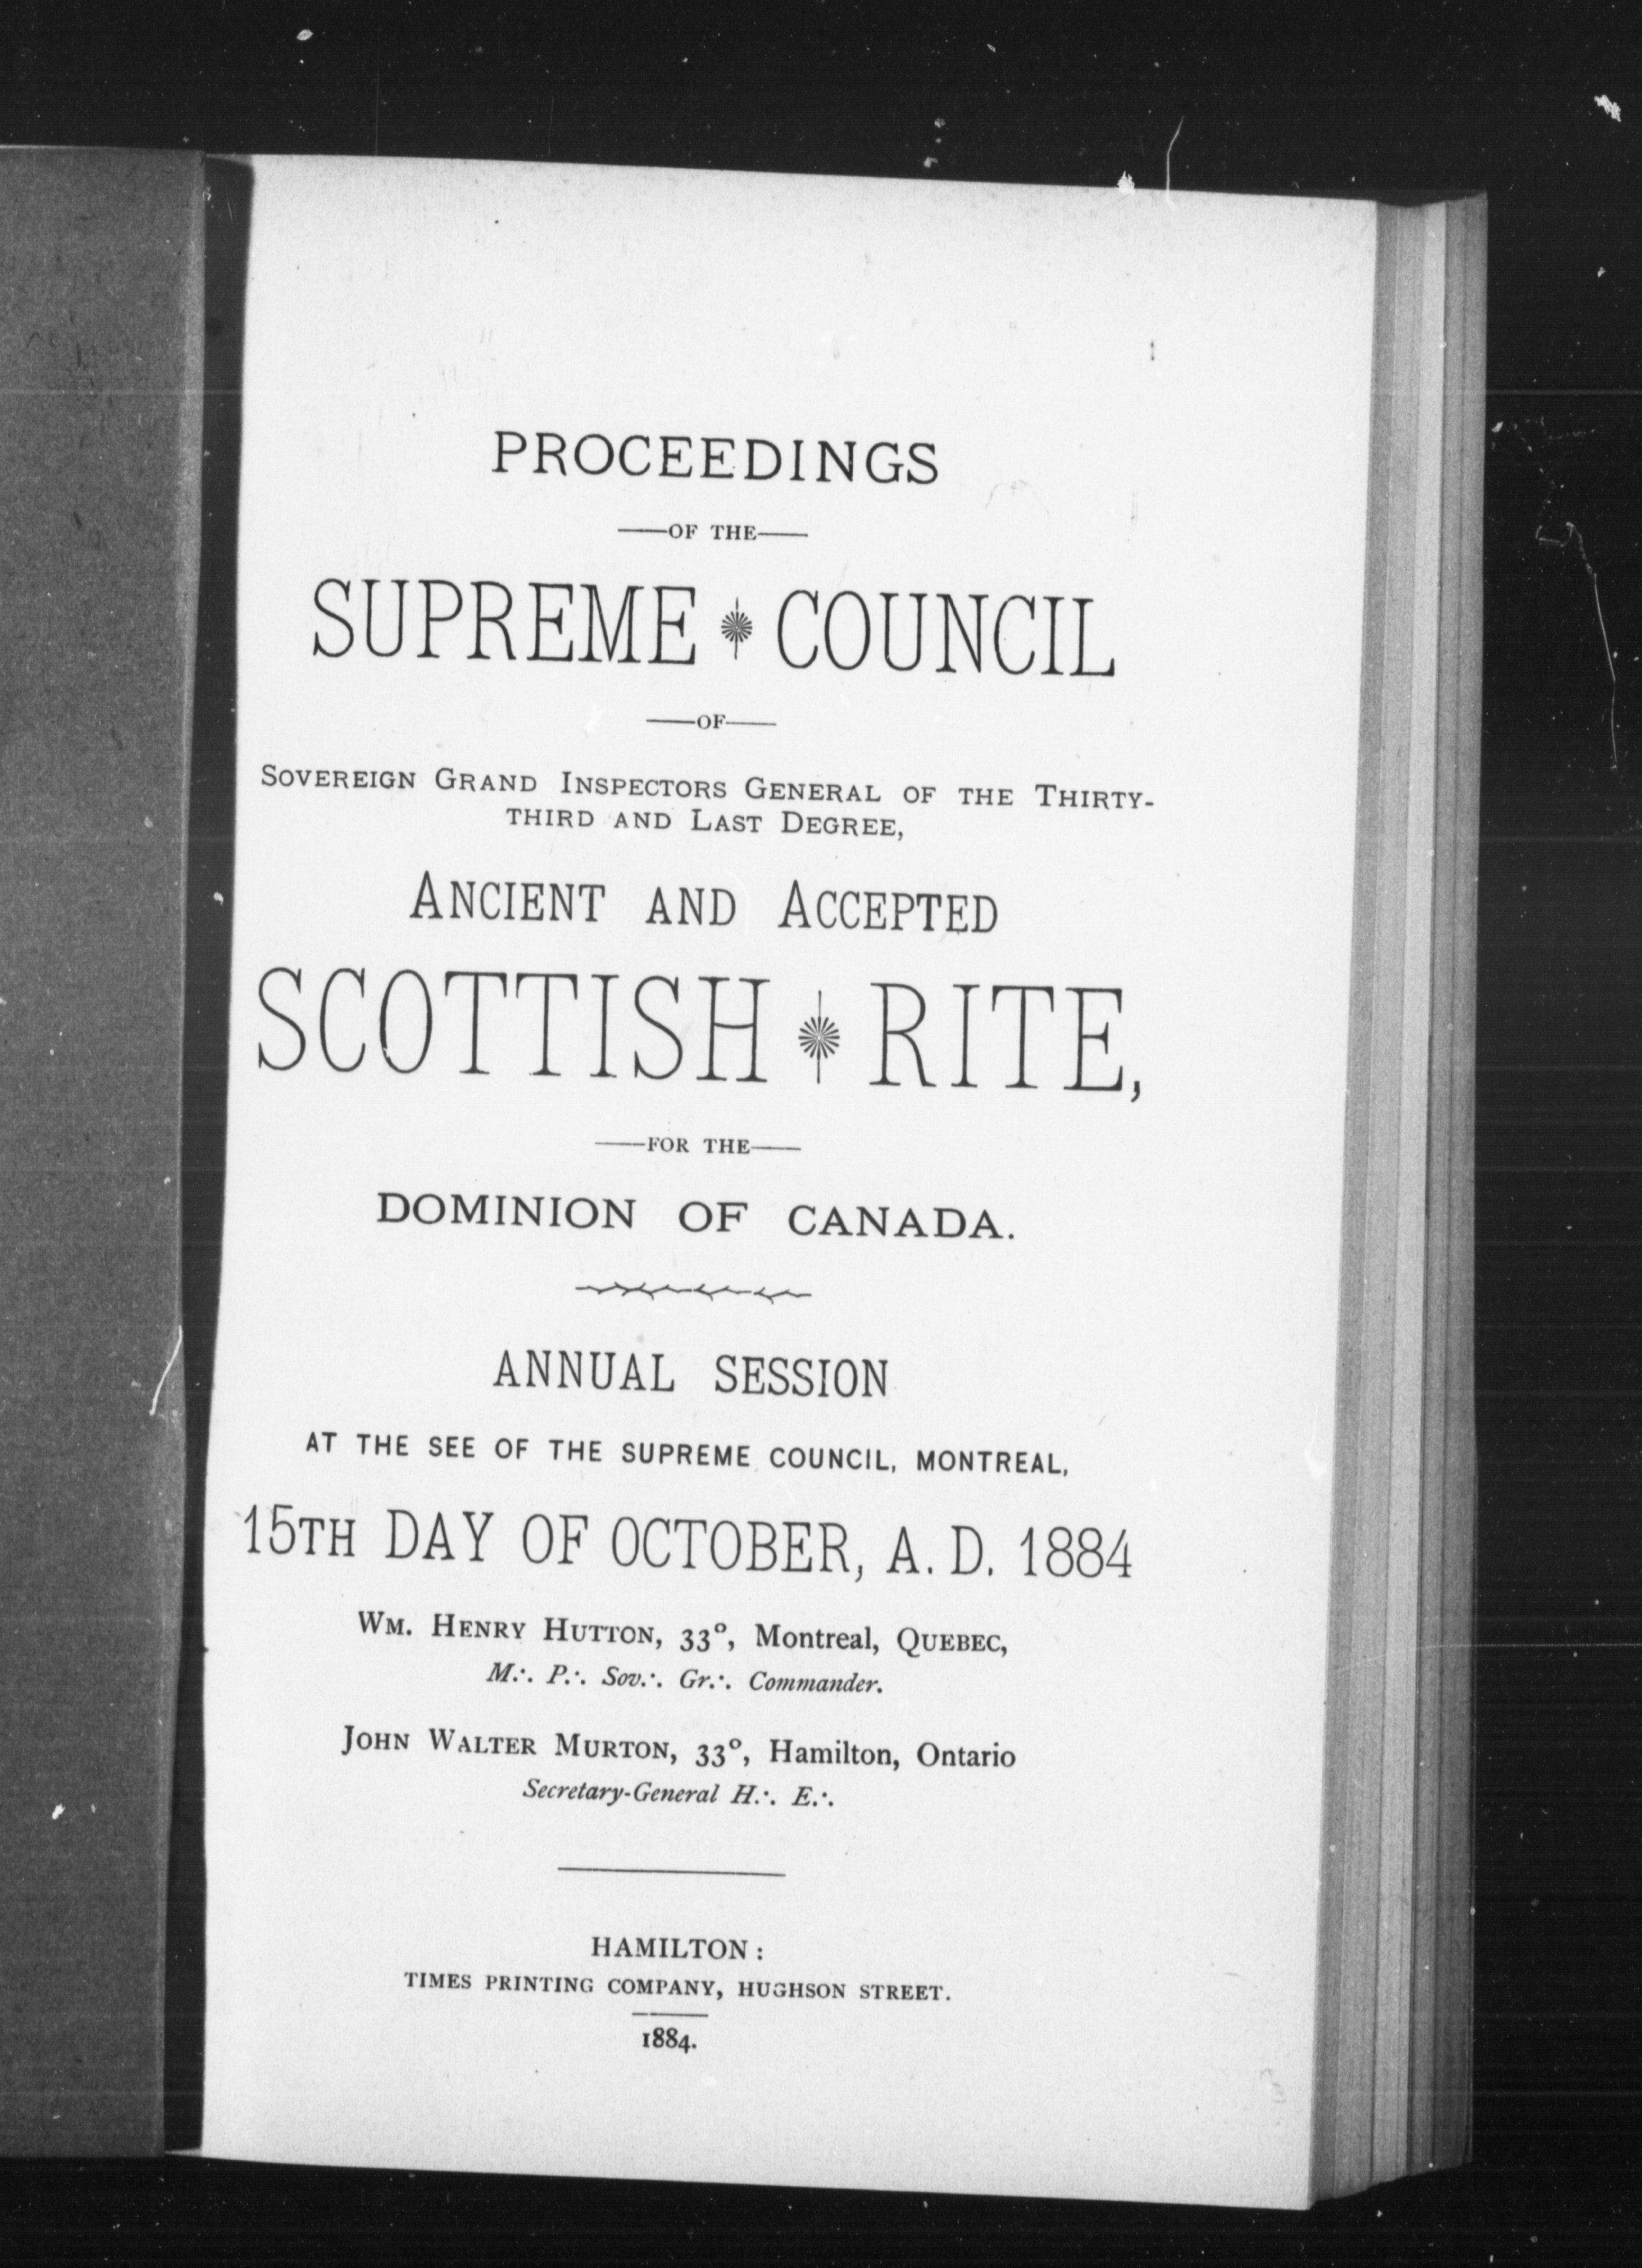 PROCEEDINGS
—OF THE—
SUPREME COUNCIL
—OF—
SOVEREIGN GRAND INSPECTORS GENERAL OF THE THIRTY-
THIRD AND LAST DEGREE,
ANCIENT AND ACCEPTED
SCOTTISH RITE,
—FOR THE—
DOMINION OF CANADA.
ANNUAL SESSION
AT THE SEE OF THE SUPREME COUNCIL, MONTREAL,
15TH DAY OF OCTOBER, A. D. 1884
WM. HENRY HUTTON, 33°, Montreal, QUEBEC,
M∴ P∴ Sov∴ Gr∴ Commander.
JOHN WALTER MURTON, 33°, Hamilton, Ontario
Secretary-General H∴ E∴
HAMILTON:
TIMES PRINTING COMPANY, HUGHSON STREET.
1884.